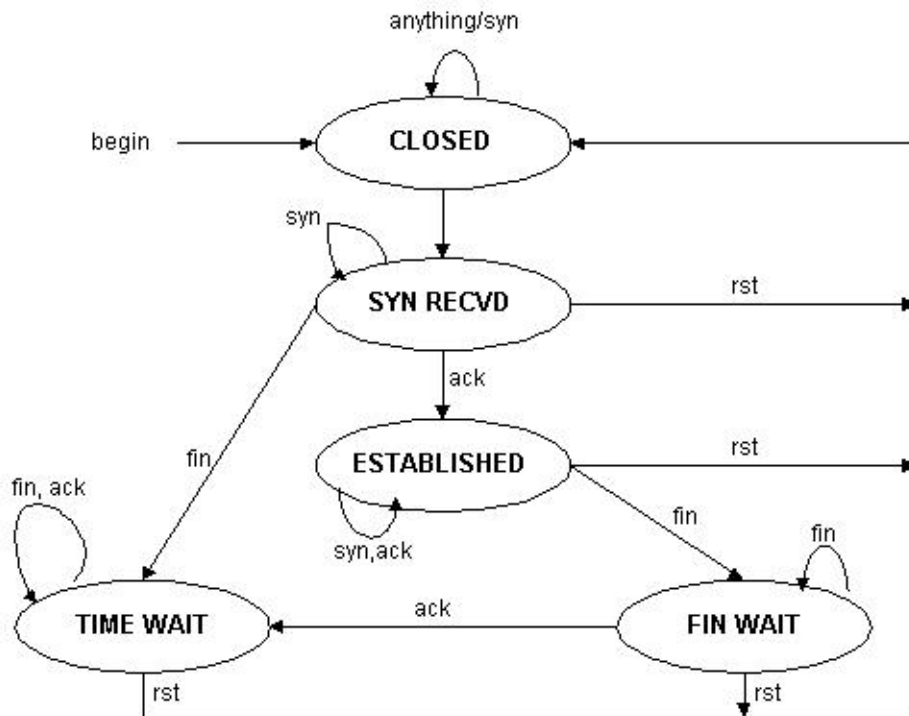 anything/syn
begin
CLOSED
syn
SYN RECVD
rst
ack
fin
ESTABLISHED
rst
fin, ack
syn,ack
fin
fin
TIME WAIT
ack
FIN WAIT
rst
rst